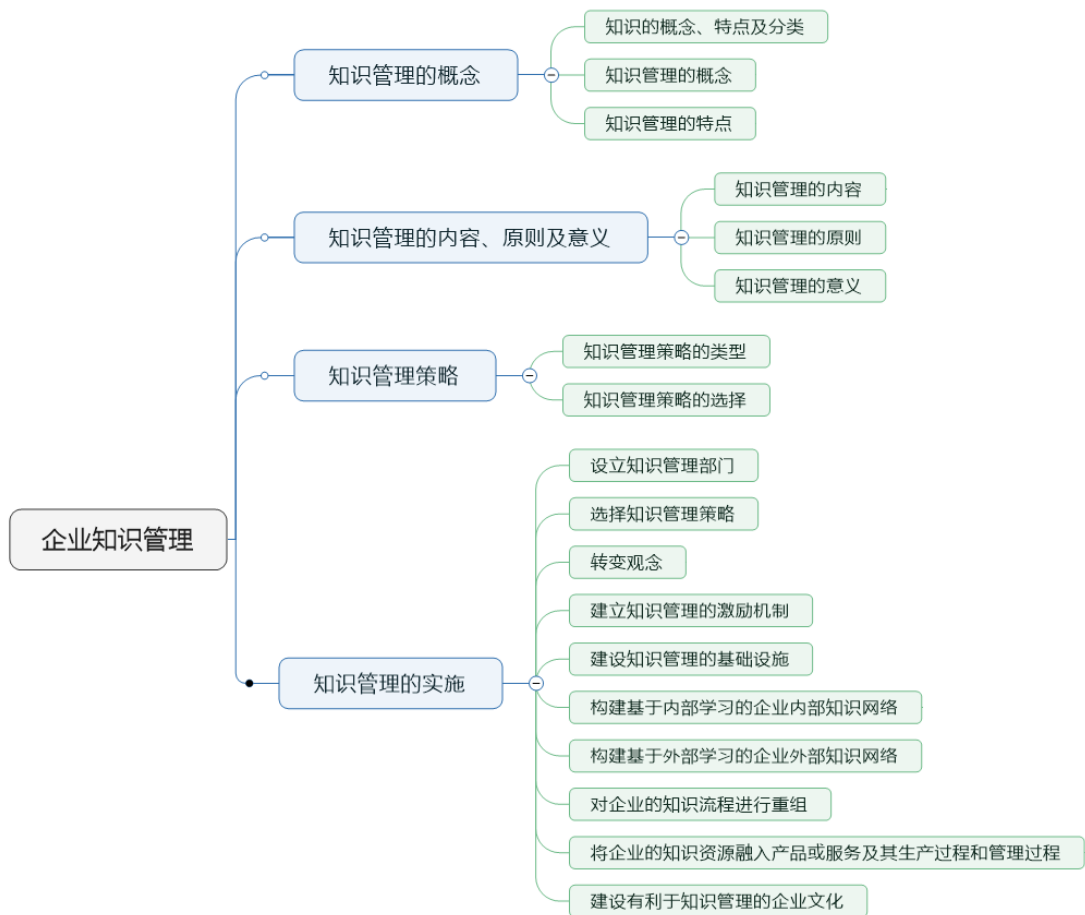 企业知识管理
知识管理的概念
知识的概念、特点及分类
知识管理的概念
知识管理的特点
知识管理的内容、原则及意义
知识管理的内容
知识管理的原则
知识管理的意义
知识管理策略
知识管理策略的类型
知识管理策略的选择
知识管理的实施
设立知识管理部门
选择知识管理策略
转变观念
建立知识管理的激励机制
建设知识管理的基础设施
构建基于内部学习的企业内部知识网络
构建基于外部学习的企业外部知识网络
对企业的知识流程进行重组
将企业的知识资源融入产品或服务及其生产过程和管理过程
建设有利于知识管理的企业文化